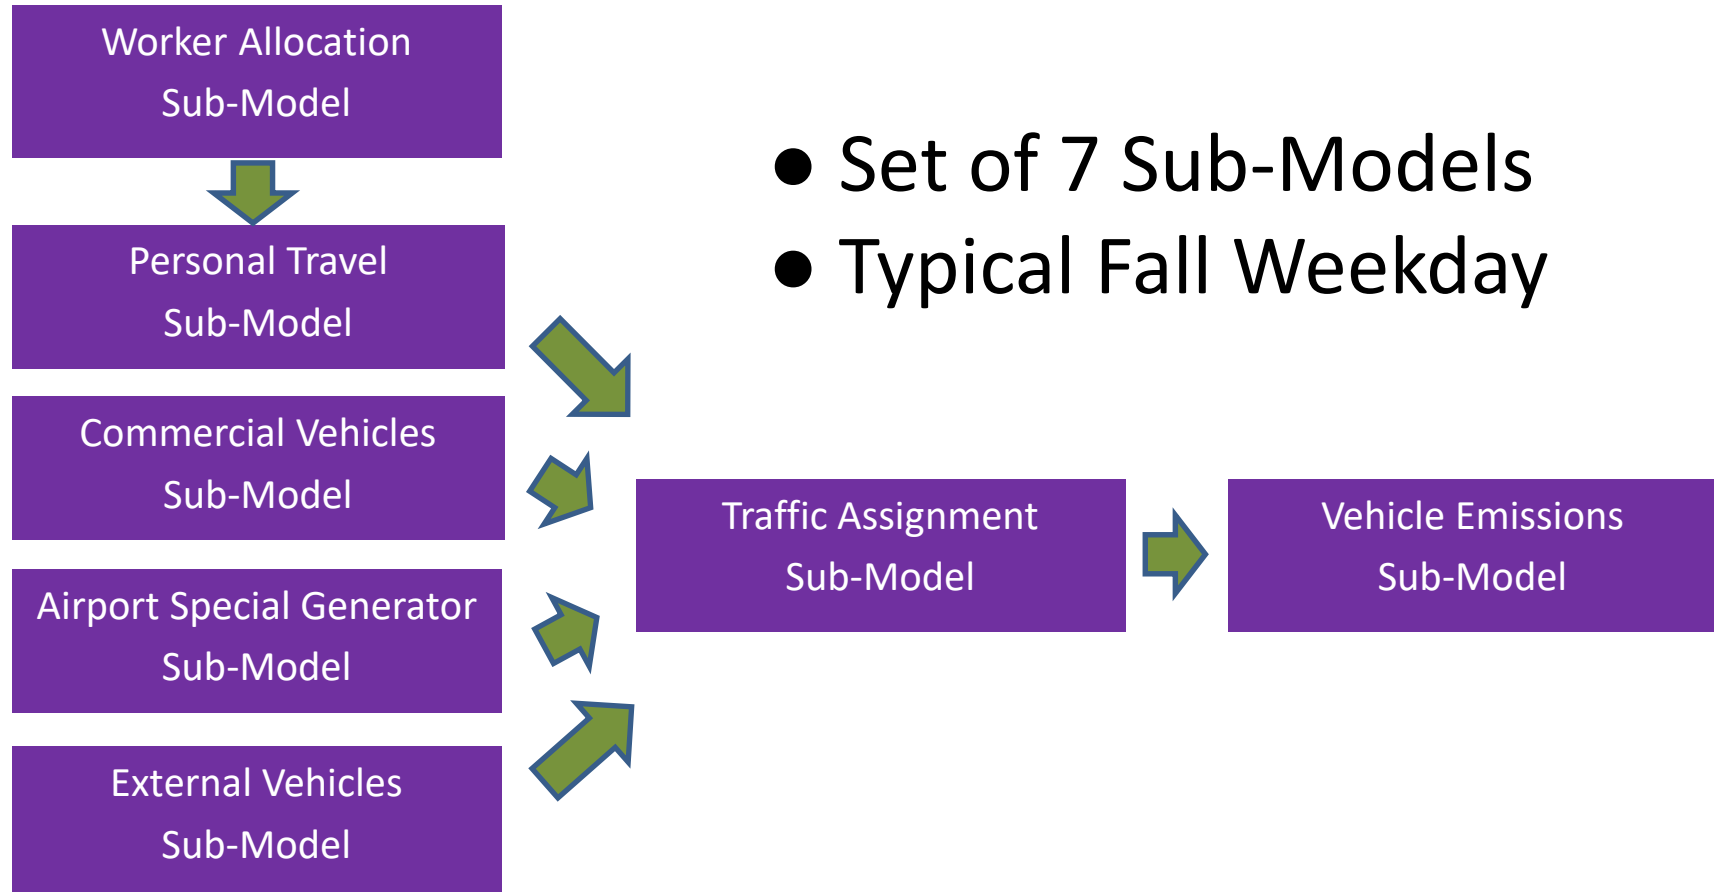 Worker Allocation
Sub-Model
● Set of 7 Sub-Models
● Typical Fall Weekday
Personal Travel
Sub-Model
Commercial Vehicles
Sub-Model
Airport Special Generator
Sub-Model
External Vehicles
Sub-Model
Traffic Assignment
Sub-Model
Vehicle Emissions
Sub-Model